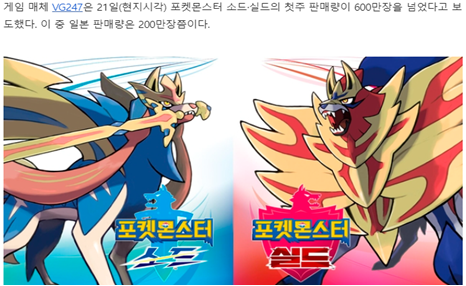 게임 매체 VG247은 21일(현지시각) 포켓몬스터 소드·실드의 첫주 판매량이 600만장을 넘었다고 보
도했다. 이 중 일본 판매량은 200만장쯤이다.
포켓몬스터
소드
포켓몬스터
실드